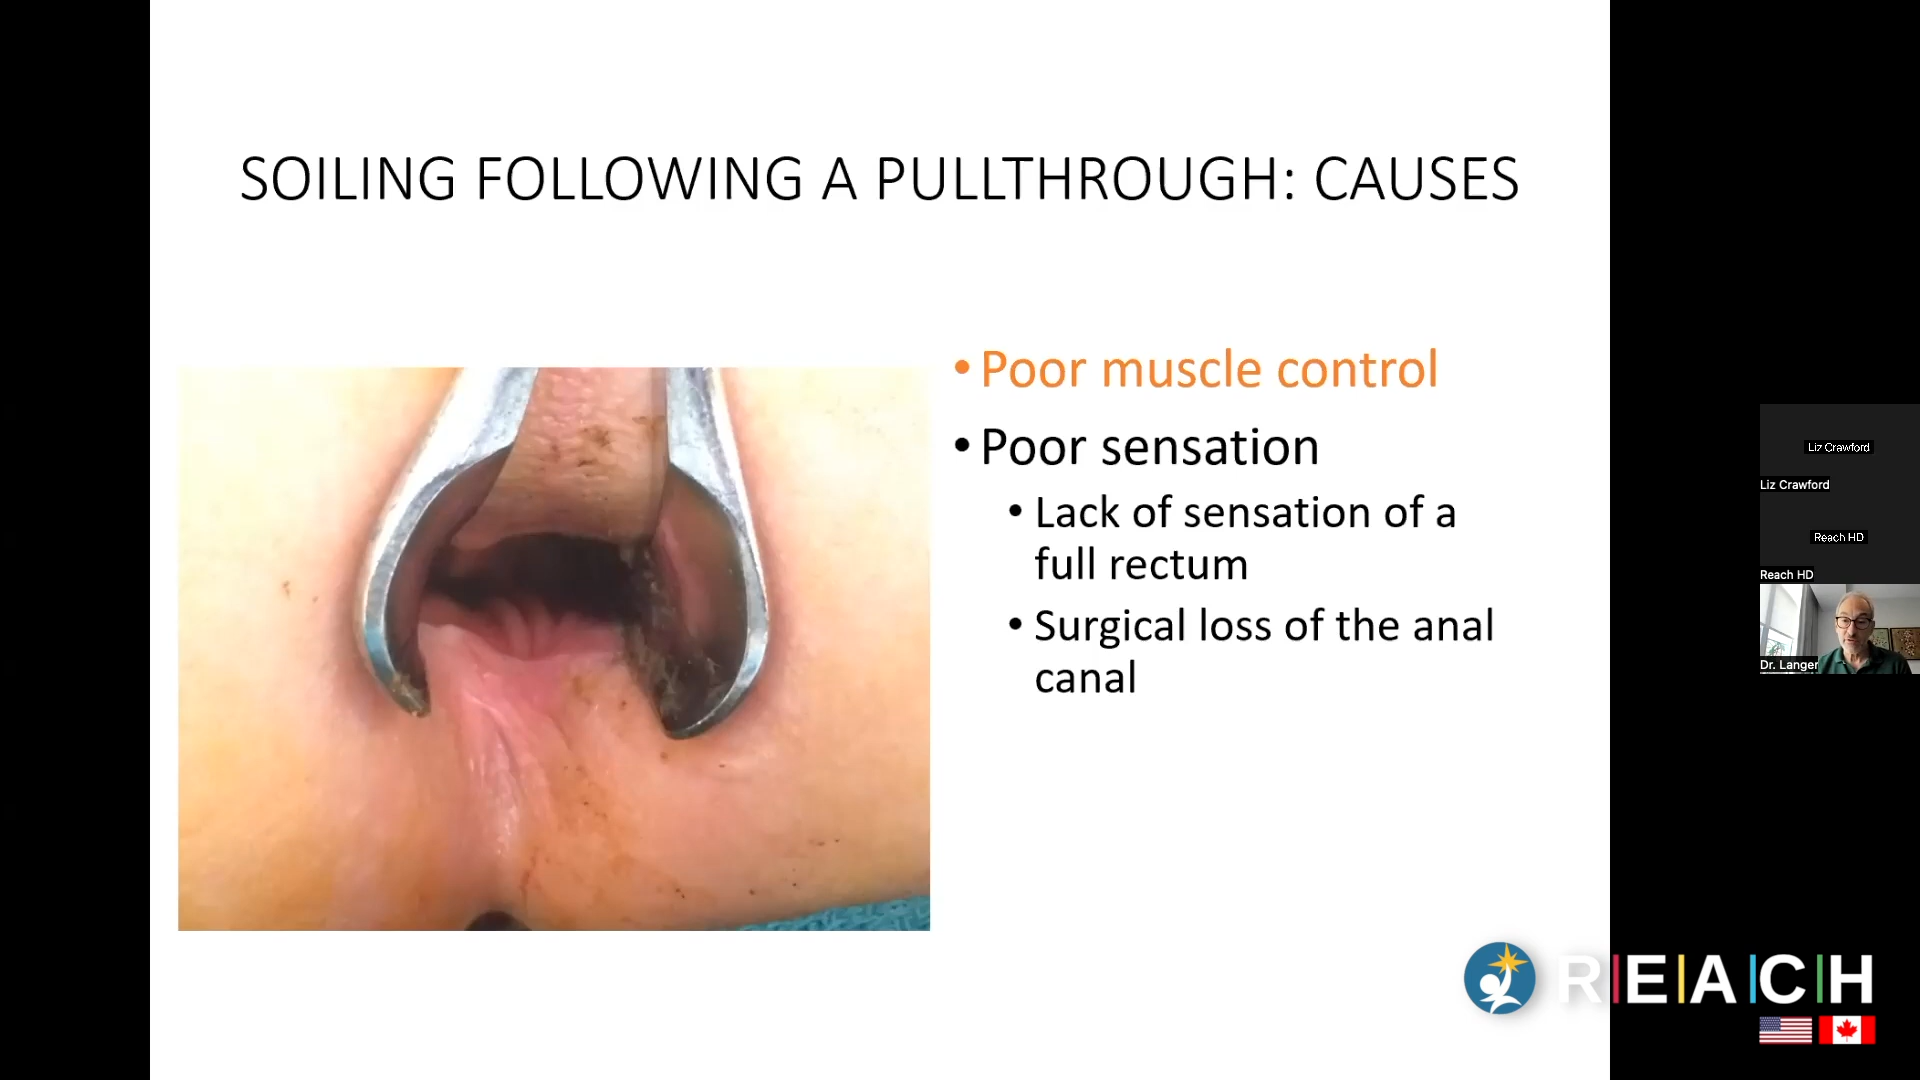 SOILING FOLLOWING A PULLTHROUGH: CAUSES
• Poor muscle control
• Poor sensation
• Lack of sensation of a
full rectum
• Surgical loss of the anal
canal
Liz Crawford
Liz Crawford
Reach HD
Reach HD
Dr. Langer
R|E|A|C|H